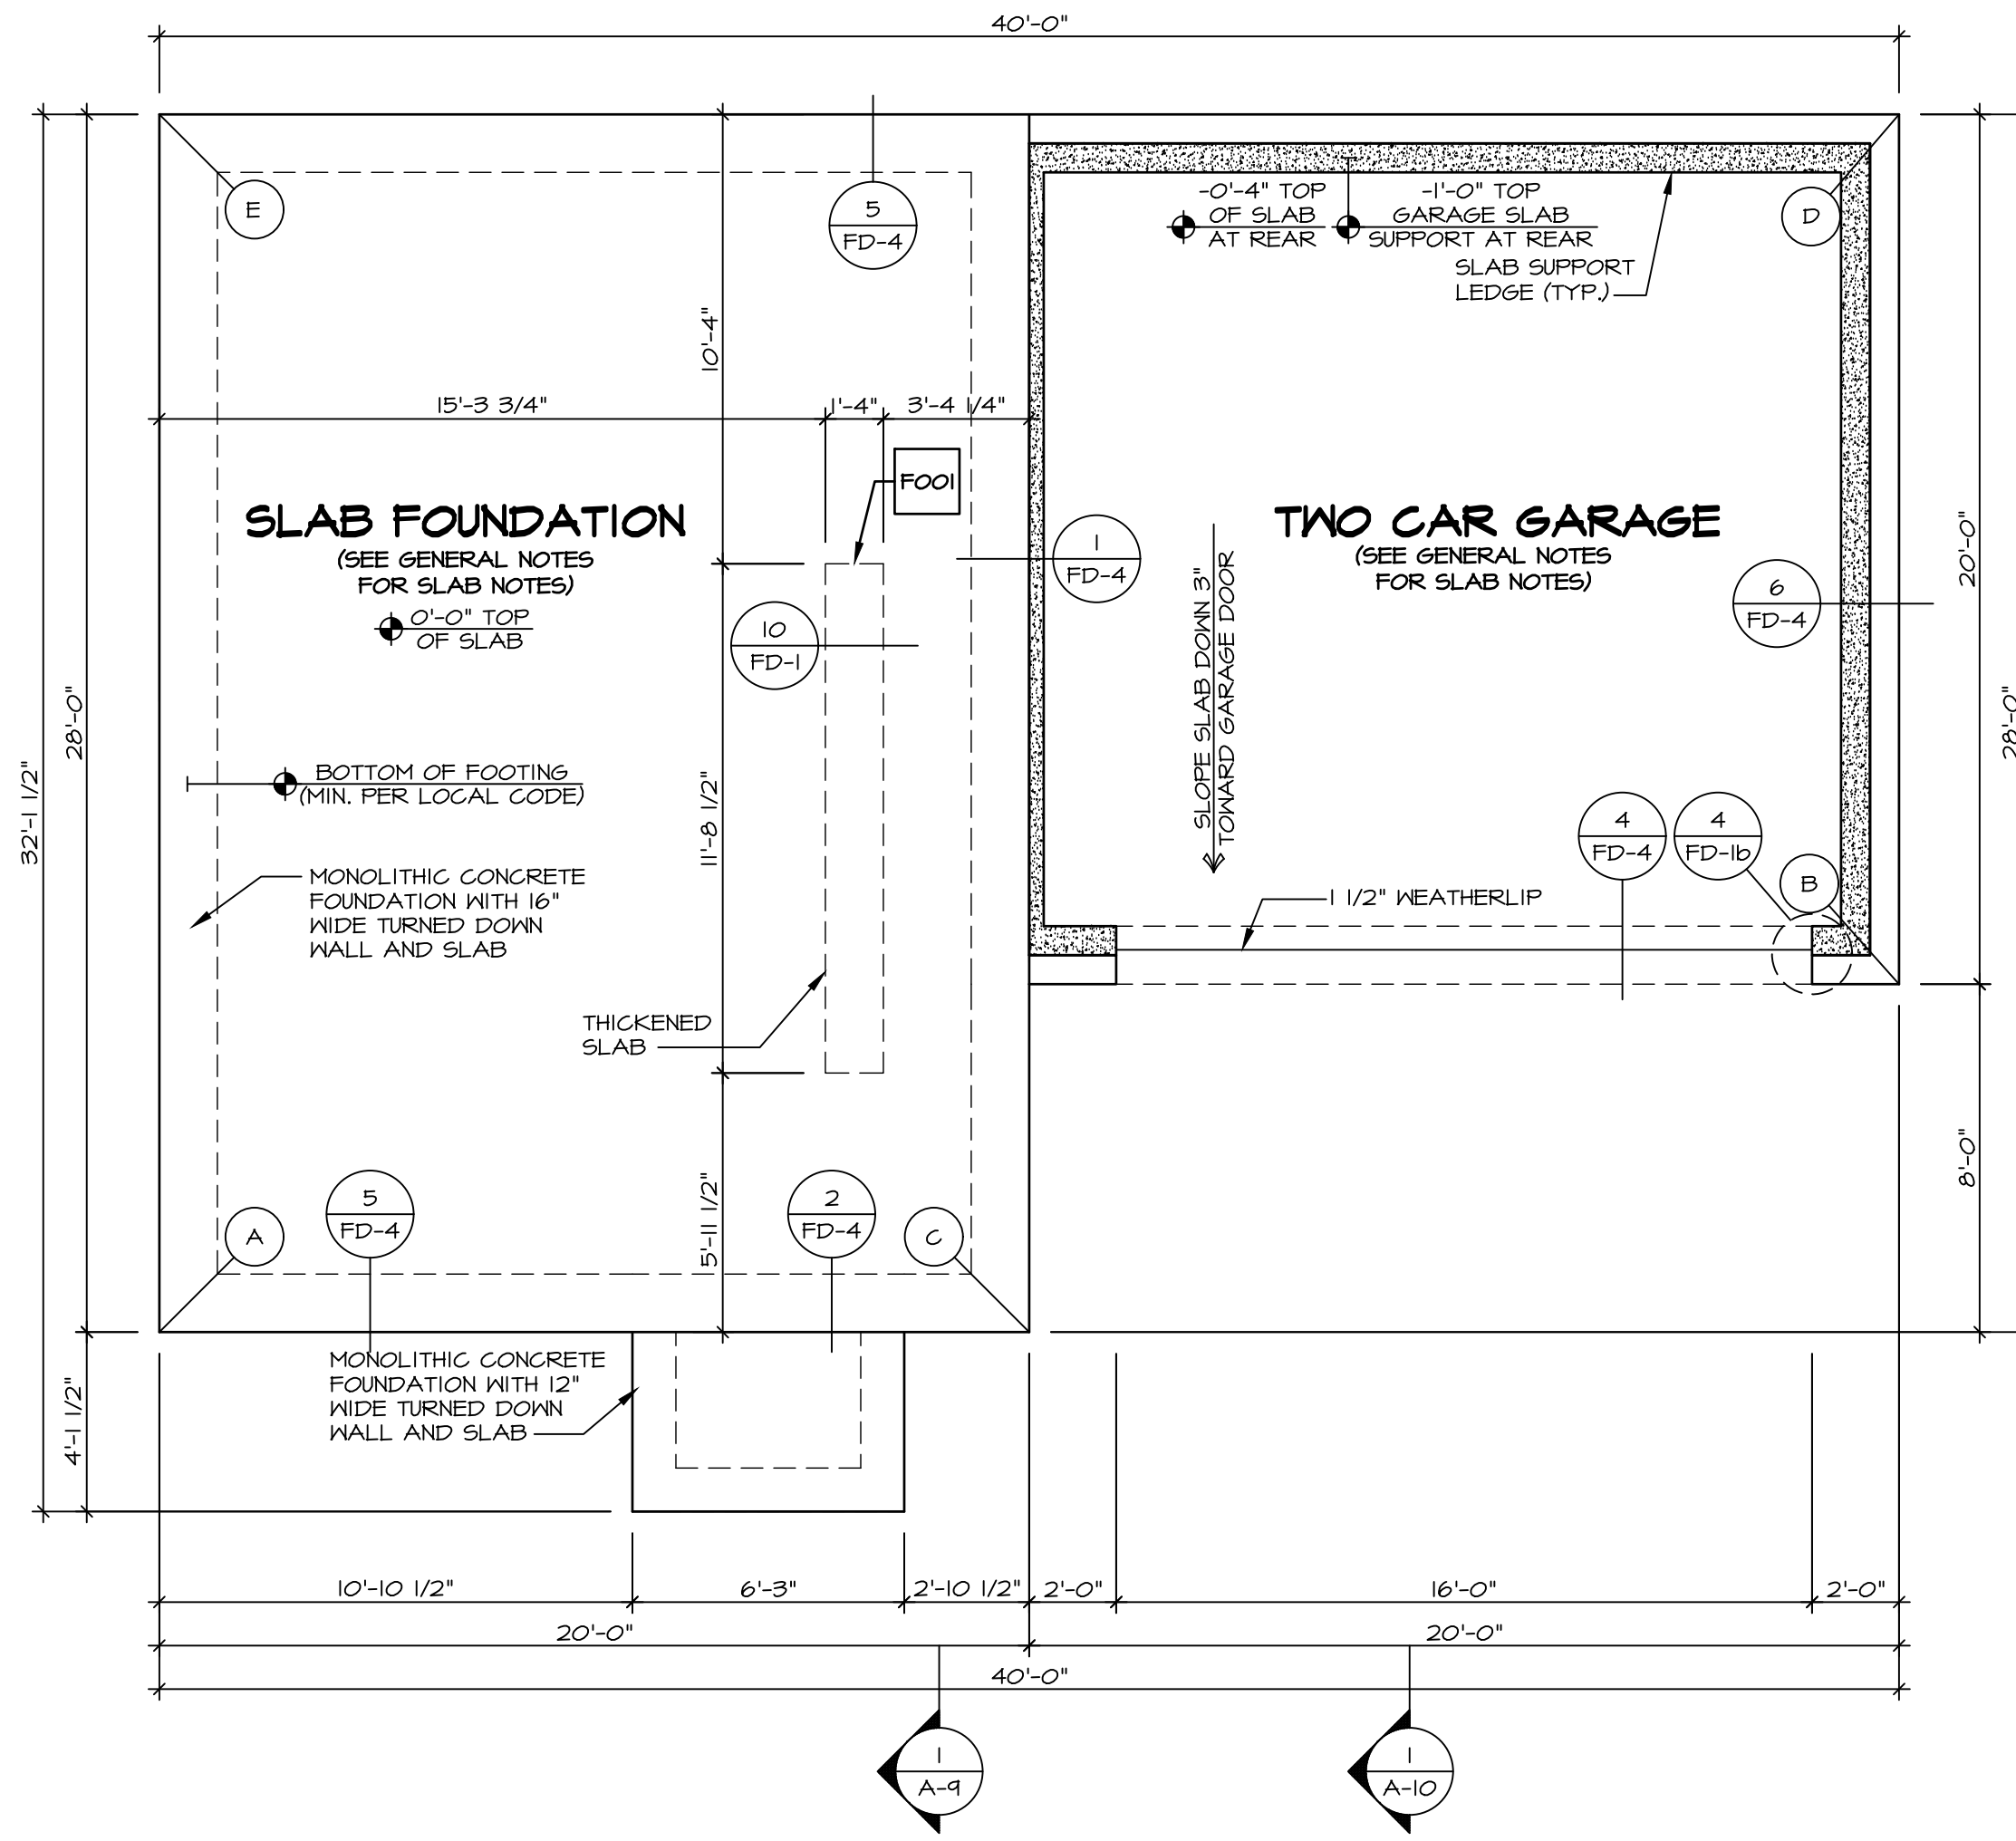 40'-0"
E
5
FD-4
-0'-4" TOP
OF SLAB
AT REAR
-1'-0" TOP
GARAGE SLAB
SUPPORT AT REAR
D
SLAB SUPPORT
LEDGE (TYP.)
10'-4"
15'-3 3/4"
1'-4"
3'-4 1/4"
F001
SLAB FOUNDATION
(SEE GENERAL NOTES
FOR SLAB NOTES)
0'-0" TOP
OF SLAB
TWO CAR GARAGE
(SEE GENERAL NOTES
FOR SLAB NOTES)
1
FD-4
6
FD-4
20'-0"
10
FD-1
SLOPE SLAB DOWN 3"
TOWARD GARAGE DOOR
28'-0"
28'-0"
32'-1 1/2"
BOTTOM OF FOOTING
(MIN. PER LOCAL CODE)
11'-8 1/2"
4
FD-4
4
FD-1b
B
MONOLITHIC CONCRETE
FOUNDATION WITH 16"
WIDE TURNED DOWN
WALL AND SLAB
1 1/2" WEATHERLIP
THICKENED
SLAB
8'-0"
A
5
FD-4
5'-11 1/2"
2
FD-4
C
MONOLITHIC CONCRETE
FOUNDATION WITH 12"
WIDE TURNED DOWN
WALL AND SLAB
4'-1 1/2"
10'-10 1/2"
6'-3"
2'-10 1/2"
2'-0"
16'-0"
2'-0"
20'-0"
20'-0"
40'-0"
1
A-9
1
A-10